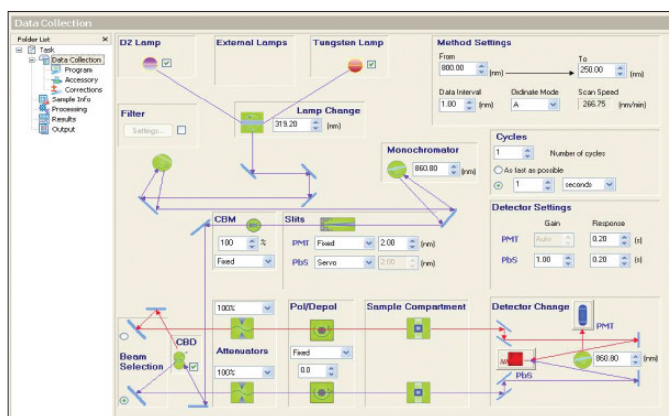 Data Collection
Folder List
Task
Data Collection
Program
Accessory
Corrections
Sample Info
Processing
Results
Output
D2 Lamp
External Lamps
Tungsten Lamp
Method Settings
From
To
800.00 (nm)
250.00 (nm)
Data Interval
Ordinate Mode
Scan Speed
1.00 (nm)
A
266.75 (nm/min)
Filter
Settings...
Lamp Change
319.20 (nm)
Monochromator
860.80 (nm)
Cycles
1 Number of cycles
As fast as possible
1 seconds
CBM
100 %
Fixed
Slits
PMT Fixed 2.00 (nm)
PbS Servo 2.00 (nm)
Detector Settings
Gain Response
PMT Auto 0.20 (s)
PbS 1.00 0.20 (s)
100%
Pol/Depol
Sample Compartment
Detector Change
PMT
CBD
Beam Selection
Attenuators
Fixed
100%
0.0
860.80 (nm)
PbS